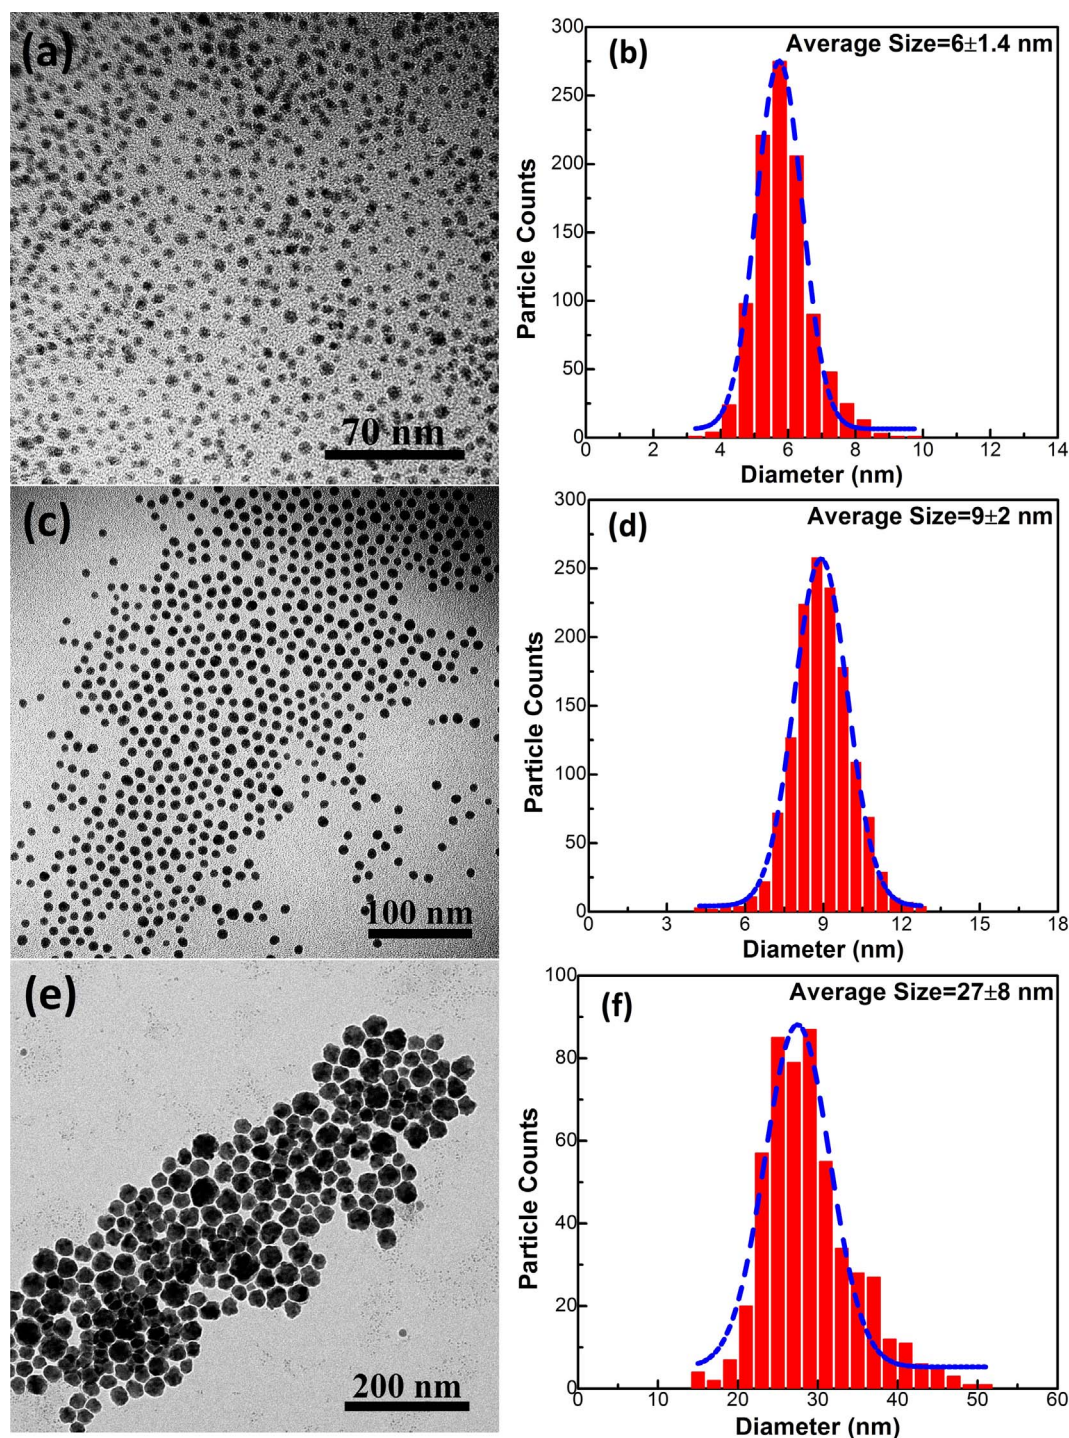 (a)
70 nm
(b)
Average Size=6±1.4 nm
300
250
200
150
100
50
0
Particle Counts
0 2 4 6 8 10 12 14
Diameter (nm)
(c)
100 nm
(d)
Average Size=9±2 nm
300
250
200
150
100
50
0
Particle Counts
0 3 6 9 12 15 18
Diameter (nm)
(e)
200 nm
(f)
Average Size=27±8 nm
100
80
60
40
20
0
Particle Counts
0 10 20 30 40 50 60
Diameter (nm)